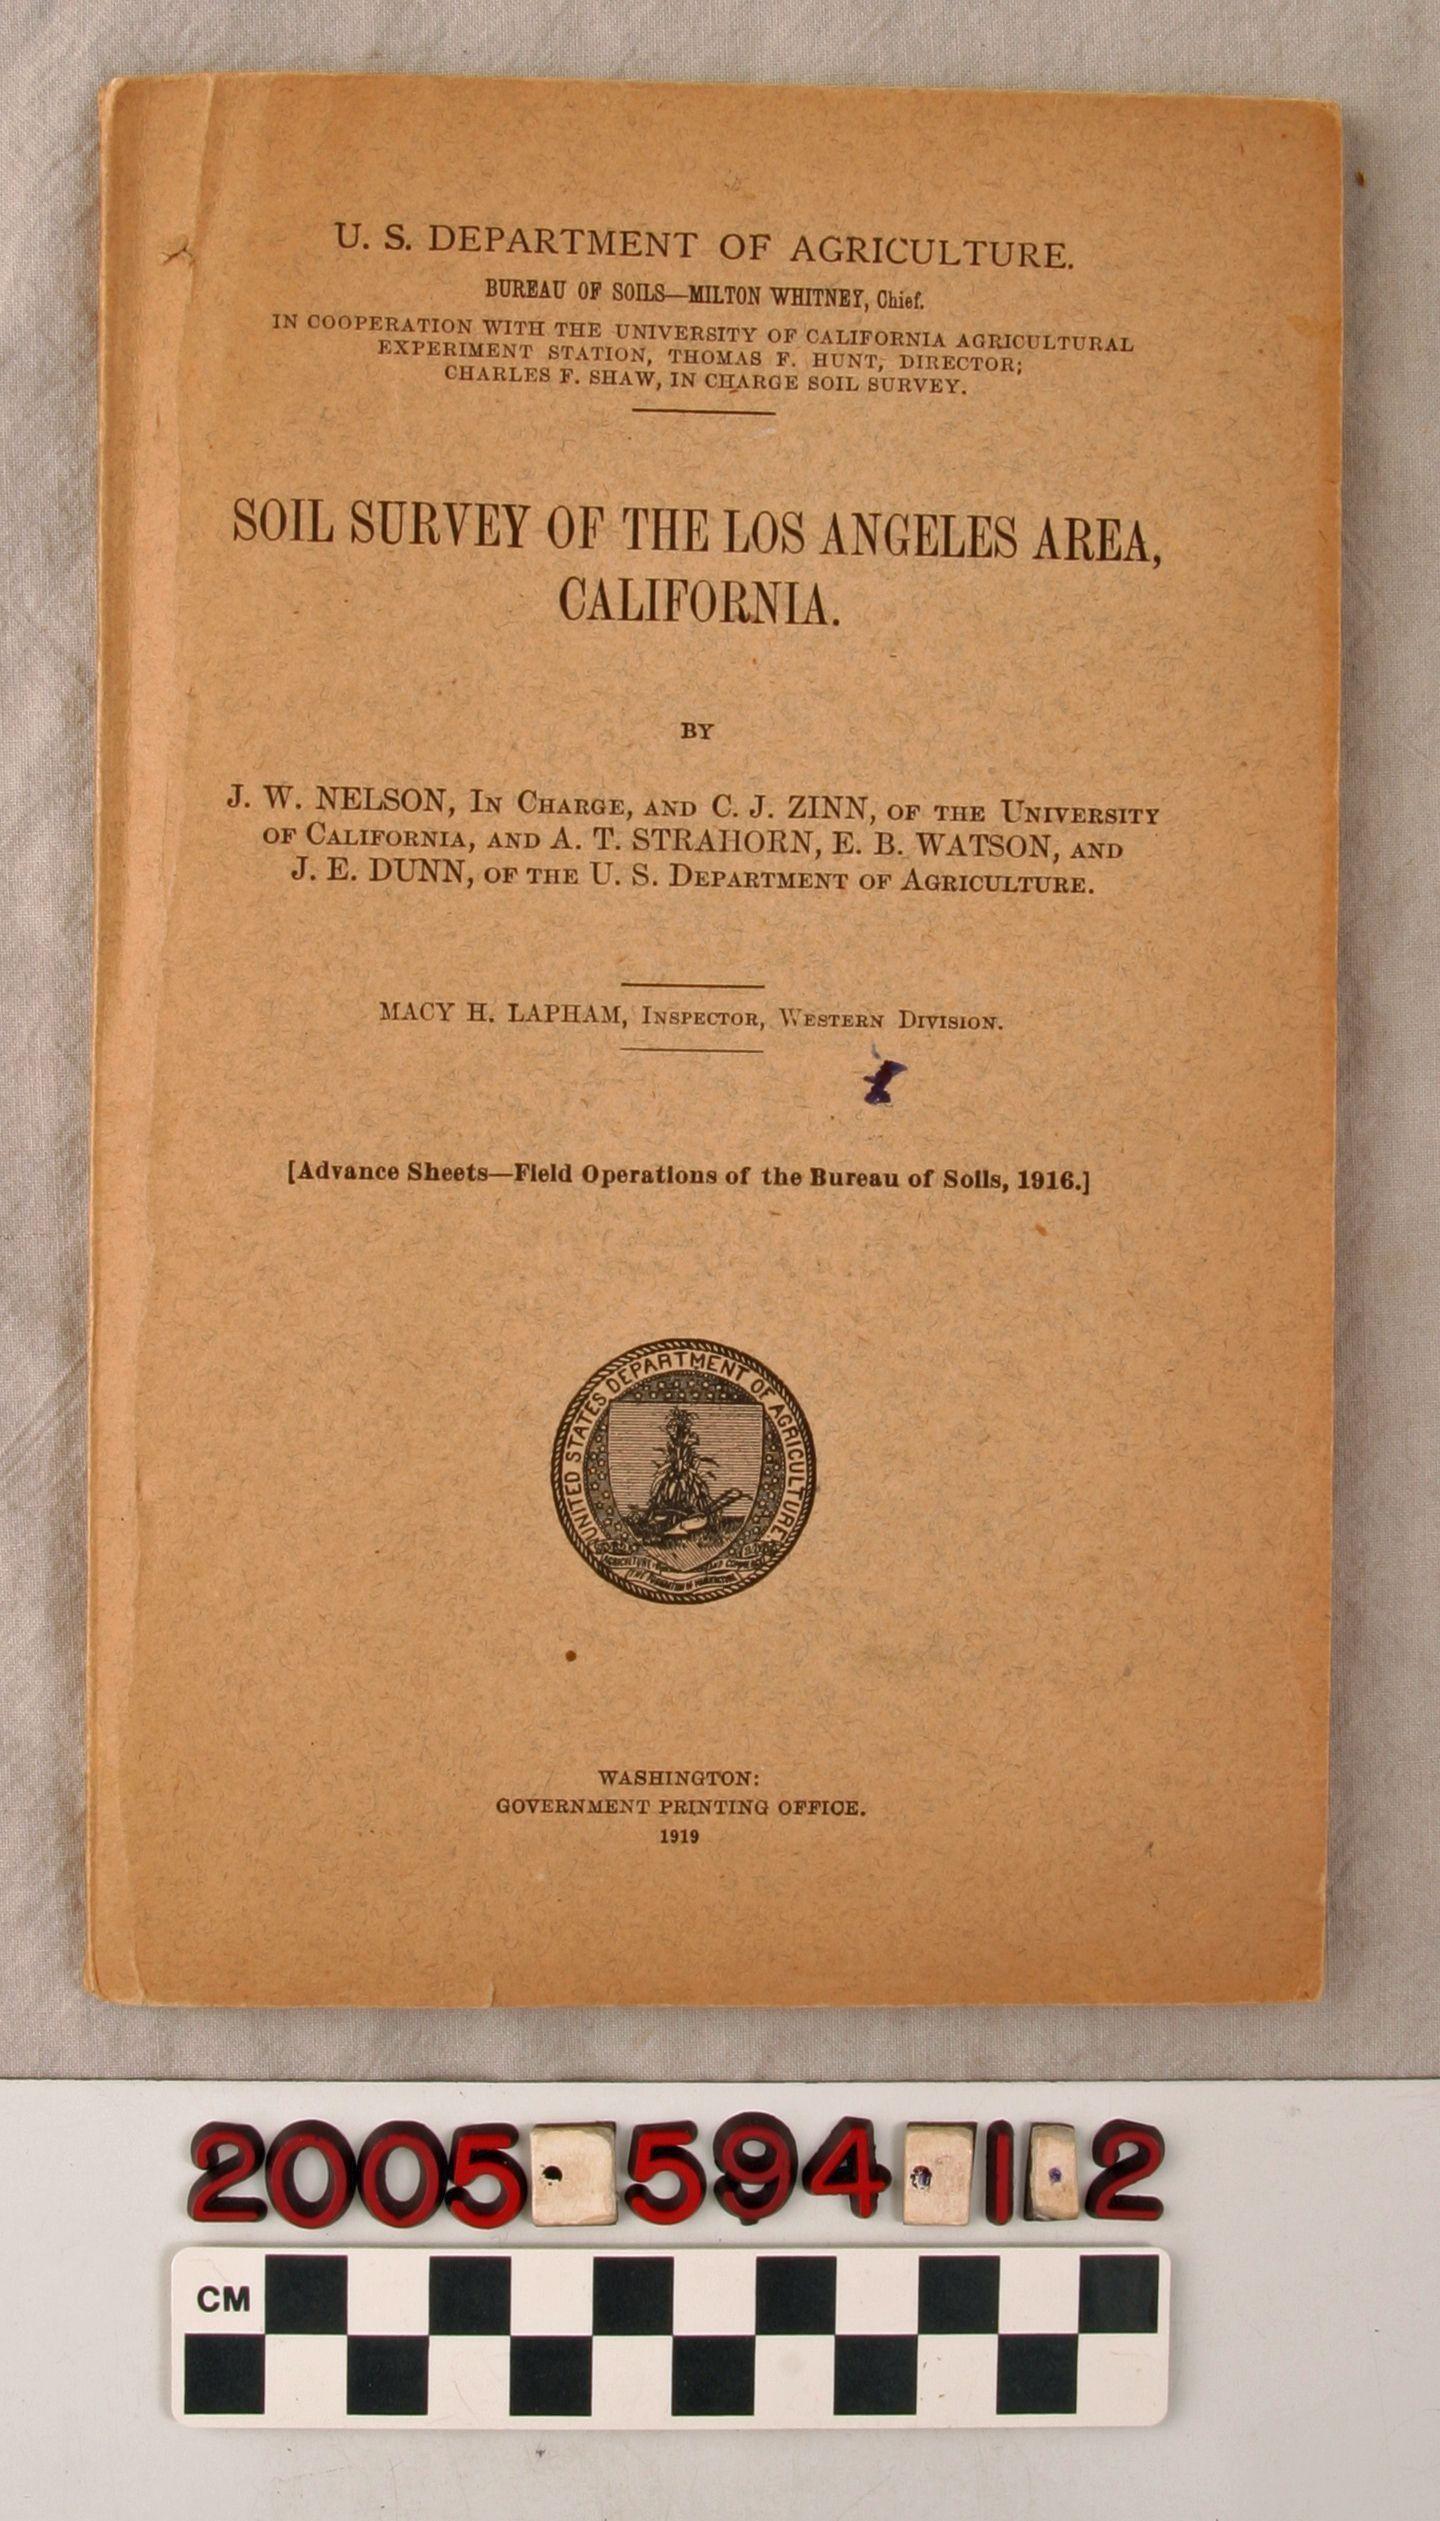 U. S. DEPARTMENT OF AGRICULTURE.
BUREAU OF SOILS—MILTON WHITNEY, Chief.
IN COOPERATION WITH THE UNIVERSITY OF CALIFORNIA AGRICULTURAL
EXPERIMENT STATION, THOMAS F. HUNT, DIRECTOR;
CHARLES F. SHAW, IN CHARGE SOIL SURVEY.
SOIL SURVEY OF THE LOS ANGELES AREA,
CALIFORNIA.
BY
J. W. NELSON, IN CHARGE, AND C. J. ZINN, OF THE UNIVERSITY
OF CALIFORNIA, AND A. T. STRAHORN, E. B. WATSON, AND
J. E. DUNN, OF THE U. S. DEPARTMENT OF AGRICULTURE.
MACY H. LAPHAM, INSPECTOR, WESTERN DIVISION.
[Advance Sheets—Field Operations of the Bureau of Soils, 1916.]
UNITED STATES DEPARTMENT OF AGRICULTURE.
AGRICULTURE AND COMMERCE
WASHINGTON:
GOVERNMENT PRINTING OFFICE.
1919
2005.594.1.2
CM